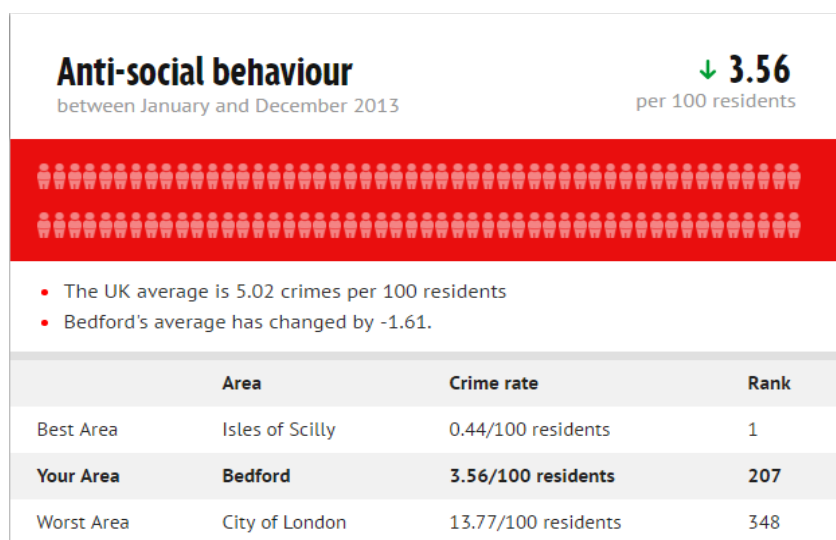 Anti-social behaviour
↓ 3.56
between January and December 2013
per 100 residents
• The UK average is 5.02 crimes per 100 residents
• Bedford's average has changed by -1.61.
Area Crime rate Rank
Best Area Isles of Scilly 0.44/100 residents 1
Your Area Bedford 3.56/100 residents 207
Worst Area City of London 13.77/100 residents 348